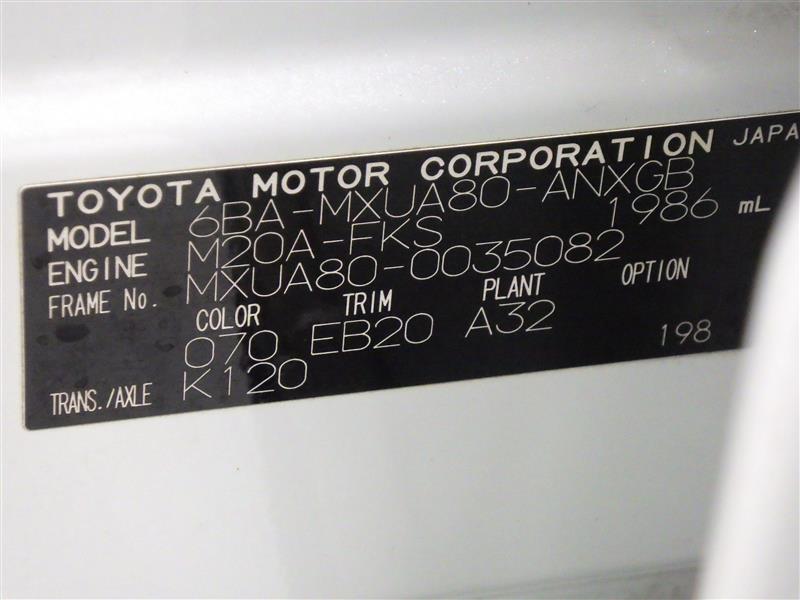 TOYOTA MOTOR CORPORATION JAPA
MODEL 6BA-MXUA80-ANXGB
ENGINE M20A-FKS 1986 mL
FRAME No. MXUA80-0035082
COLOR TRIM PLANT OPTION
070 EB20 A32 198
TRANS./AXLE K120